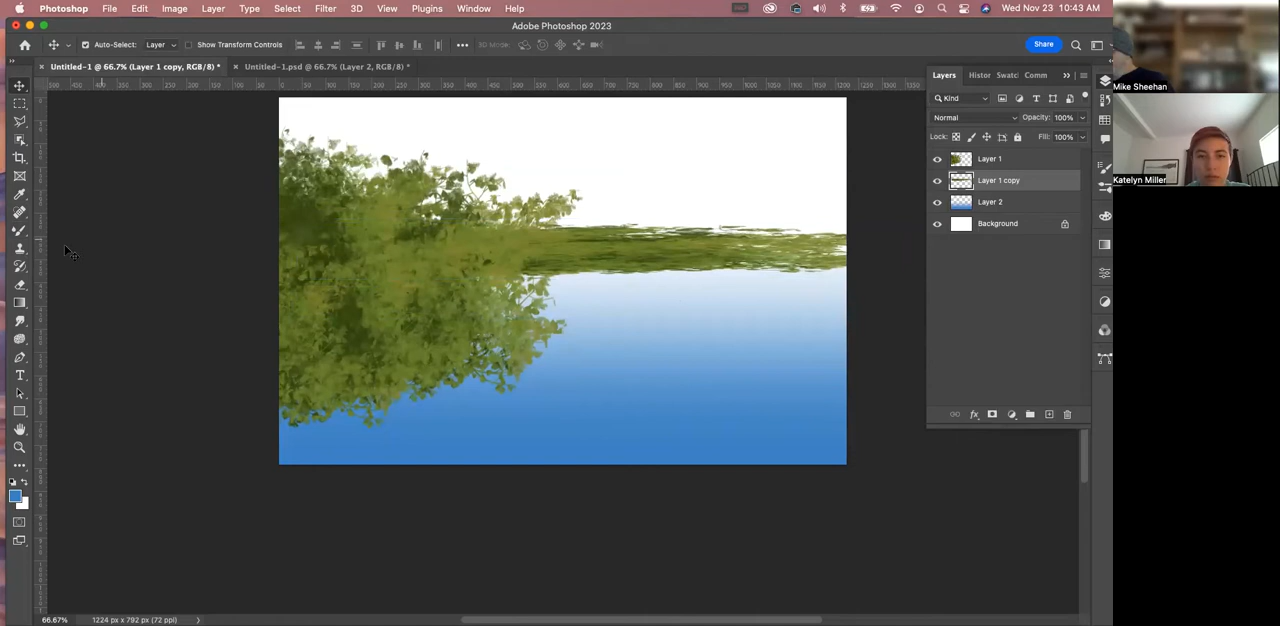 Photoshop File Edit Image Layer Type Select Filter 3D View Plugins Window Help Wed Nov 23 10:43 AM
Adobe Photoshop 2023
Auto-Select: Layer Show Transform Controls 3D Mode: Share
Untitled-1 @ 66.7% (Layer 1 copy, RGB/8) * Untitled-1.psd @ 66.7% (Layer 2, RGB/8) *
Layers Histor Swatc Comm
Kind
Normal Opacity: 100%
Lock: Fill: 100%
Layer 1
Layer 1 copy
Layer 2
Background
Mike Sheehan
Katelyn Miller
66.67% 1224 px x 792 px (72 ppi)